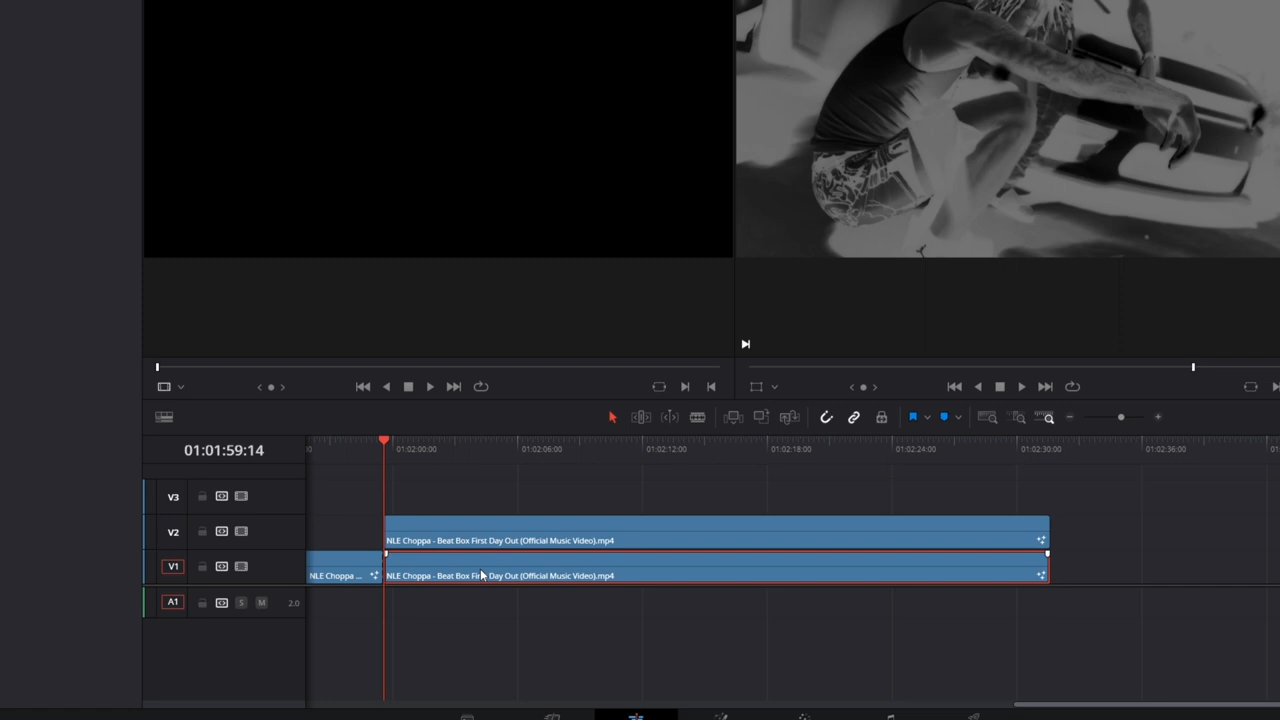 01:01:59:14
01:02:00:00
01:02:06:00
01:02:12:00
01:02:18:00
01:02:24:00
01:02:30:00
01:02:36:00
V3
V2
NLE Choppa - Beat Box First Day Out (Official Music Video).mp4
V1
NLE Choppa ...
NLE Choppa - Beat Box First Day Out (Official Music Video).mp4
A1
S
M
2.0